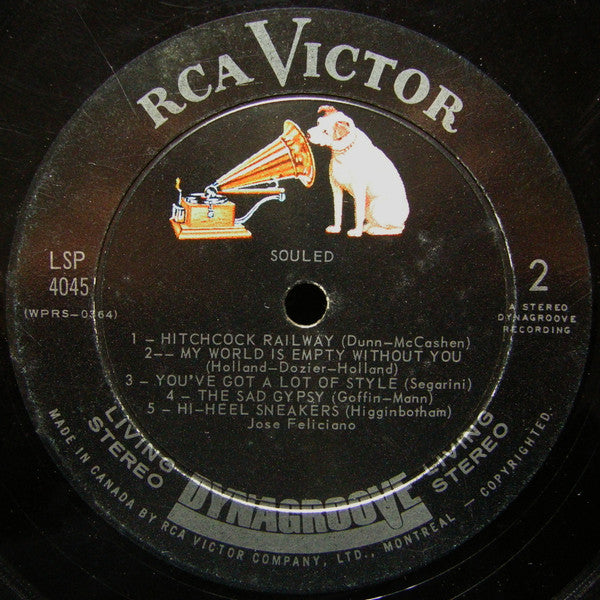 RCA VICTOR
SOULED
LSP
4045
(WPRS-0364)
2
A STEREO
DYNAGROOVE
RECORDING
1 – HITCHCOCK RAILWAY (Dunn–McCashen)
2–– MY WORLD IS EMPTY WITHOUT YOU
(Holland–Dozier–Holland)
3 – YOU'VE GOT A LOT OF STYLE (Segarini)
4 – THE SAD GYPSY (Goffin–Mann)
5 – HI–HEEL SNEAKERS (Higginbotham)
Jose Feliciano
LIVING
STEREO
DYNAGROOVE
LIVING
STEREO
MADE IN CANADA BY RCA VICTOR COMPANY, LTD., MONTREAL – COPYRIGHTED.